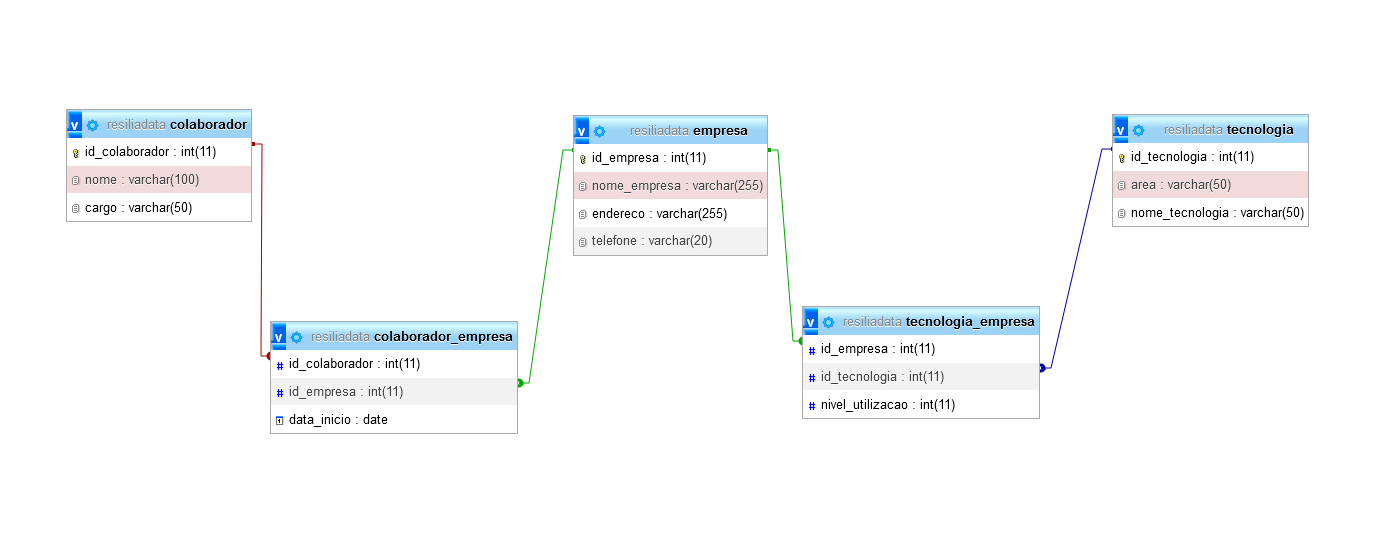 v resiliadata colaborador
id_colaborador : int(11)
nome : varchar(100)
cargo : varchar(50)
v resiliadata empresa
id_empresa : int(11)
nome_empresa : varchar(255)
endereco : varchar(255)
telefone : varchar(20)
v resiliadata tecnologia
id_tecnologia : int(11)
area : varchar(50)
nome_tecnologia : varchar(50)
v resiliadata colaborador_empresa
# id_colaborador : int(11)
# id_empresa : int(11)
data_inicio : date
v resiliadata tecnologia_empresa
# id_empresa : int(11)
# id_tecnologia : int(11)
# nivel_utilizacao : int(11)